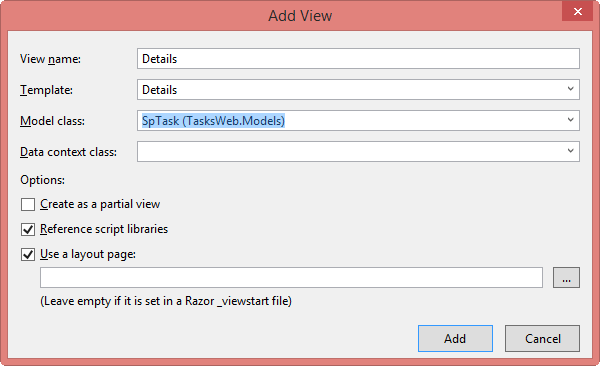 Add View
View name: Details
Template: Details
Model class: SpTask (TasksWeb.Models)
Data context class:
Options:
Create as a partial view
Reference script libraries
Use a layout page:
...
(Leave empty if it is set in a Razor _viewstart file)
Add Cancel